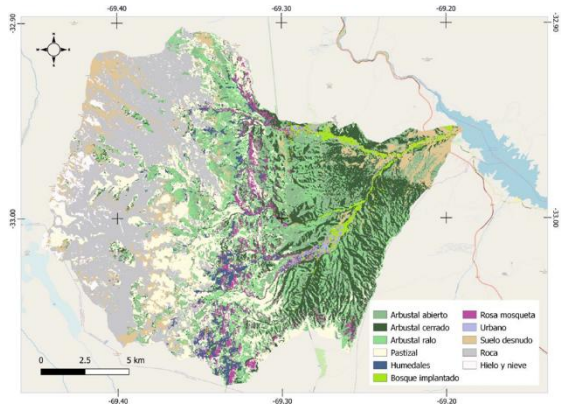 -69.40 -69.30 -69.20
-32.90 -32.90
-33.00 -33.00
Arbustal abierto
Arbustal cerrado
Arbustal ralo
Pastizal
Humedales
Bosque implantado
Rosa mosqueta
Urbano
Suelo desnudo
Roca
Hielo y nieve
0 2.5 5 km
-69.40 -69.30 -69.20